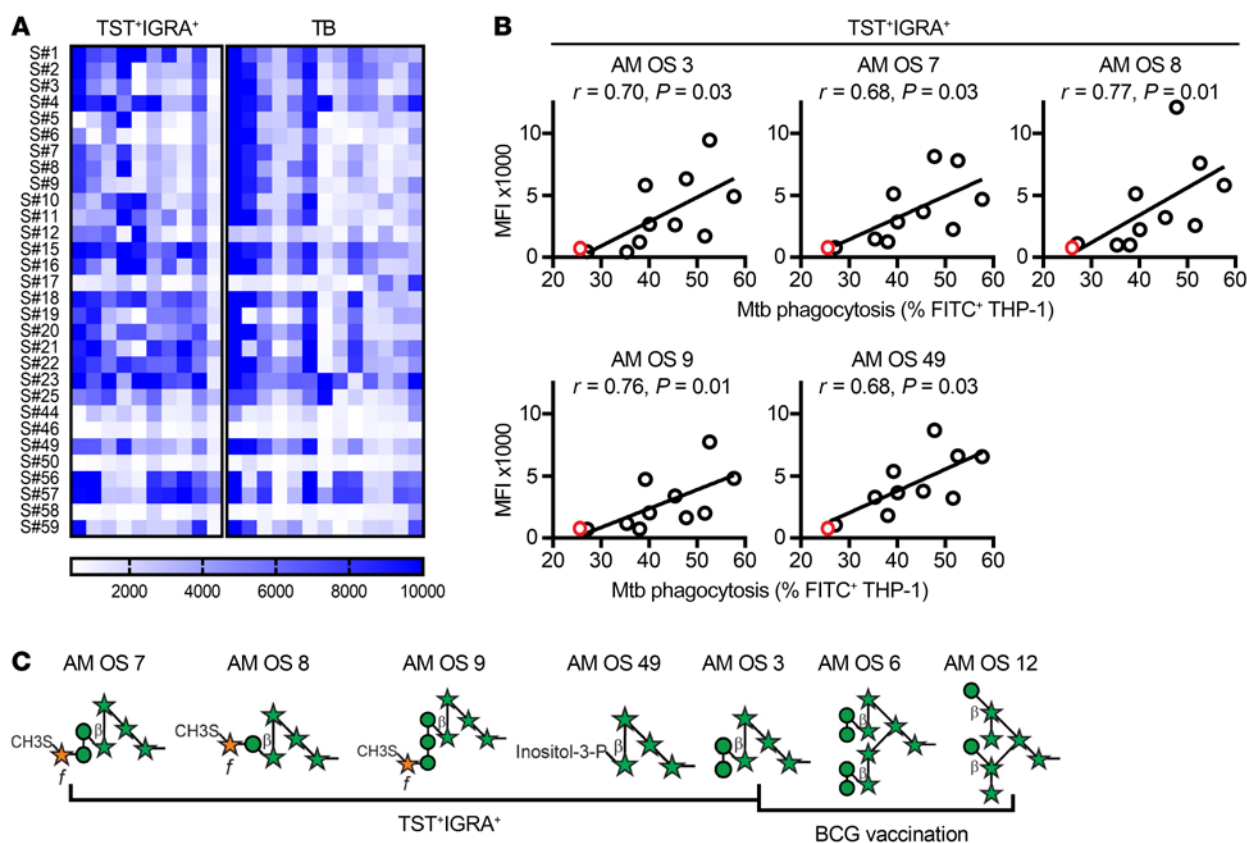 A
TST⁺IGRA⁺ TB
S#1
S#2
S#3
S#4
S#5
S#6
S#7
S#8
S#9
S#10
S#11
S#12
S#15
S#16
S#17
S#18
S#19
S#20
S#21
S#22
S#23
S#25
S#44
S#46
S#49
S#50
S#56
S#57
S#58
S#59
2000 4000 6000 8000 10000
B
TST⁺IGRA⁺
AM OS 3
r = 0.70, P = 0.03
AM OS 7
r = 0.68, P = 0.03
AM OS 8
r = 0.77, P = 0.01
MFI x1000
10
5
0
20 30 40 50 60
20 30 40 50 60
10
5
0
20 30 40 50 60
Mtb phagocytosis (% FITC⁺ THP-1)
AM OS 9
r = 0.76, P = 0.01
AM OS 49
r = 0.68, P = 0.03
MFI x1000
10
5
0
20 30 40 50 60
10
5
0
20 30 40 50 60
Mtb phagocytosis (% FITC⁺ THP-1)
C
AM OS 7 AM OS 8 AM OS 9 AM OS 49 AM OS 3 AM OS 6 AM OS 12
CH3S β f
CH3S β f
CH3S β f
Inositol-3-P β
β
β β
β β
TST⁺IGRA⁺
BCG vaccination